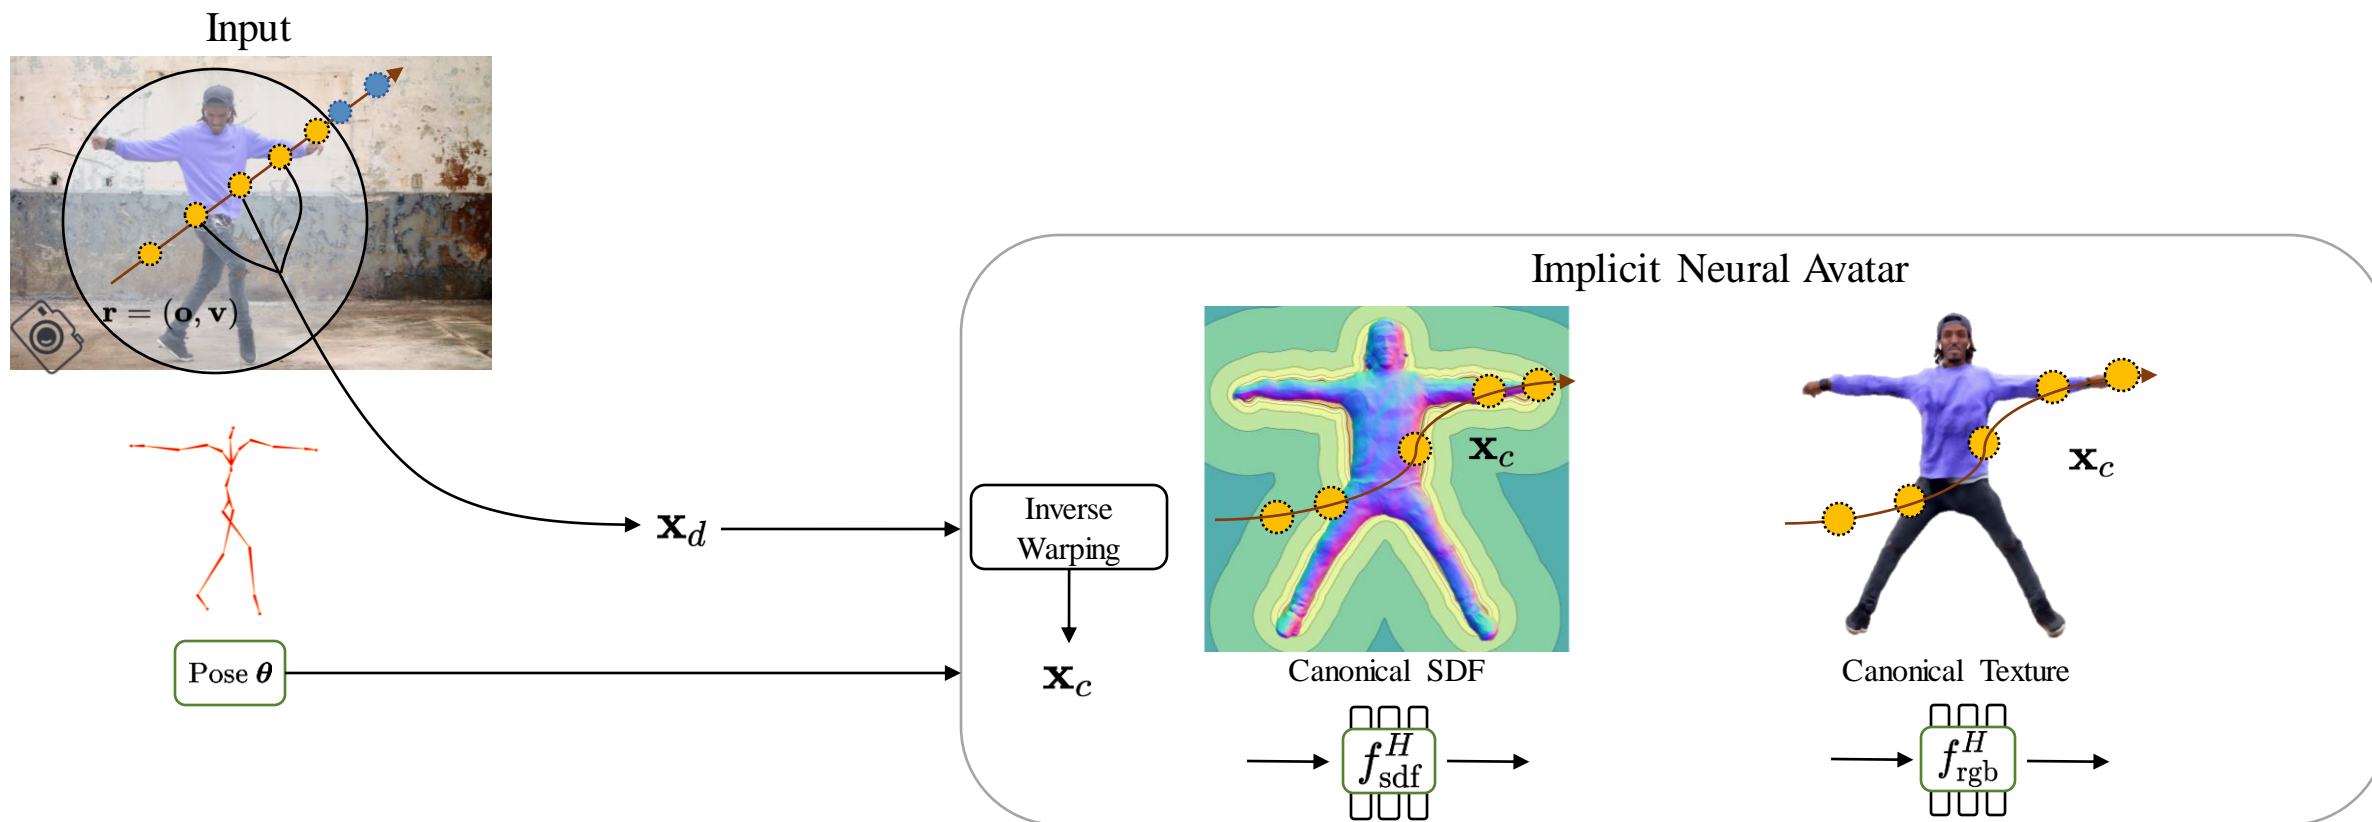 Input
r = (o, v)
Implicit Neural Avatar
x_c
x_c
x_d
Inverse
Warping
x_c
Pose θ
Canonical SDF
Canonical Texture
f^H_sdf
f^H_rgb